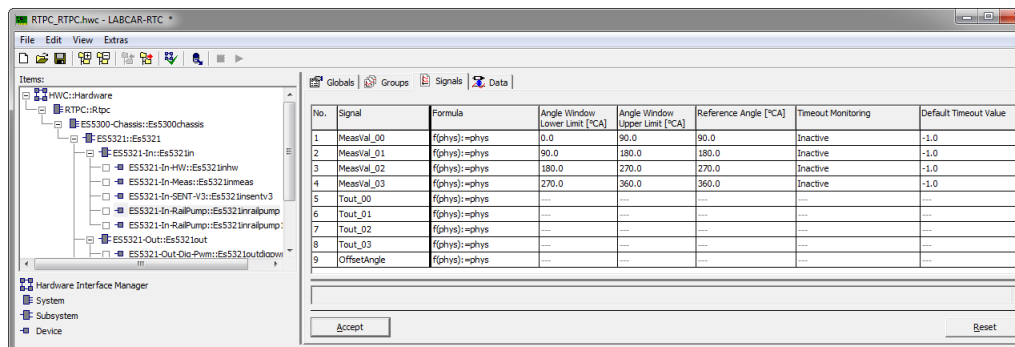 RTPC_RTPC.hwc - LABCAR-RTC *
File Edit View Extras
Items:
HWC::Hardware
RTPC::Rtpc
ES5300-Chassis::Es5300chassis
ES5321::Es5321
ES5321-In::Es5321in
ES5321-In-HW::Es5321inhw
ES5321-In-Meas::Es5321inmeas
ES5321-In-SENT-V3::Es5321insentv3
ES5321-In-RailPump::Es5321inrailpump
ES5321-In-RailPump::Es5321inrailpump
ES5321-Out::Es5321out
ES5321-Out-Dig-Pwm::Es5321outdigpw
Hardware Interface Manager
System
Subsystem
Device
Globals Groups Signals Data
No. Signal Formula Angle Window Lower Limit [°CA] Angle Window Upper Limit [°CA] Reference Angle [°CA] Timeout Monitoring Default Timeout Value
1 MeasVal_00 f(phys):=phys 0.0 90.0 90.0 Inactive -1.0
2 MeasVal_01 f(phys):=phys 90.0 180.0 180.0 Inactive -1.0
3 MeasVal_02 f(phys):=phys 180.0 270.0 270.0 Inactive -1.0
4 MeasVal_03 f(phys):=phys 270.0 360.0 360.0 Inactive -1.0
5 Tout_00 f(phys):=phys --- --- --- --- ---
6 Tout_01 f(phys):=phys --- --- --- --- ---
7 Tout_02 f(phys):=phys --- --- --- --- ---
8 Tout_03 f(phys):=phys --- --- --- --- ---
9 OffsetAngle f(phys):=phys --- --- --- --- ---
Accept Reset